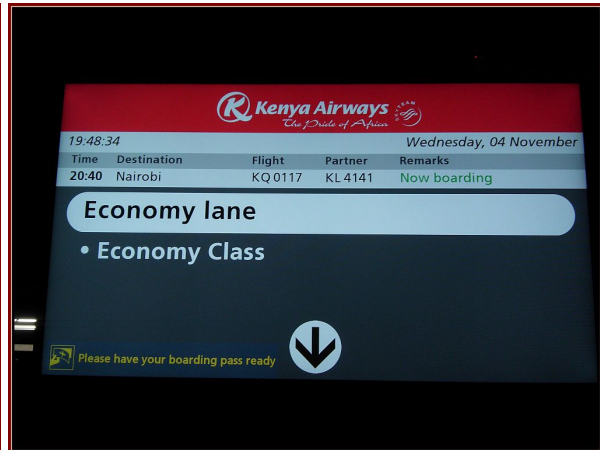 Kenya Airways
The Pride of Africa
SKYTEAM
19:48:34 Wednesday, 04 November
Time Destination Flight Partner Remarks
20:40 Nairobi KQ 0117 KL 4141 Now boarding
Economy lane
• Economy Class
Please have your boarding pass ready